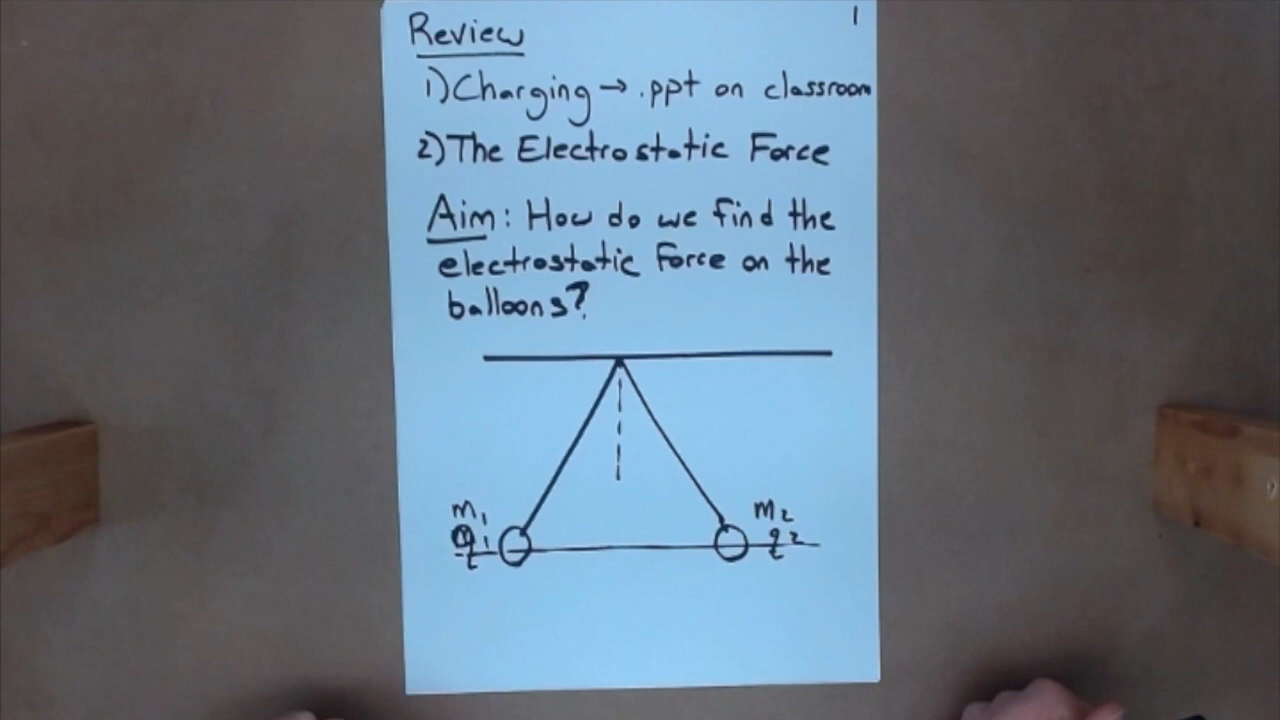 Review
1
1) Charging → .ppt on classroom
2) The Electrostatic Force
Aim: How do we find the
electrostatic Force on the
balloons?
m₁
q₁
m₂
q₂